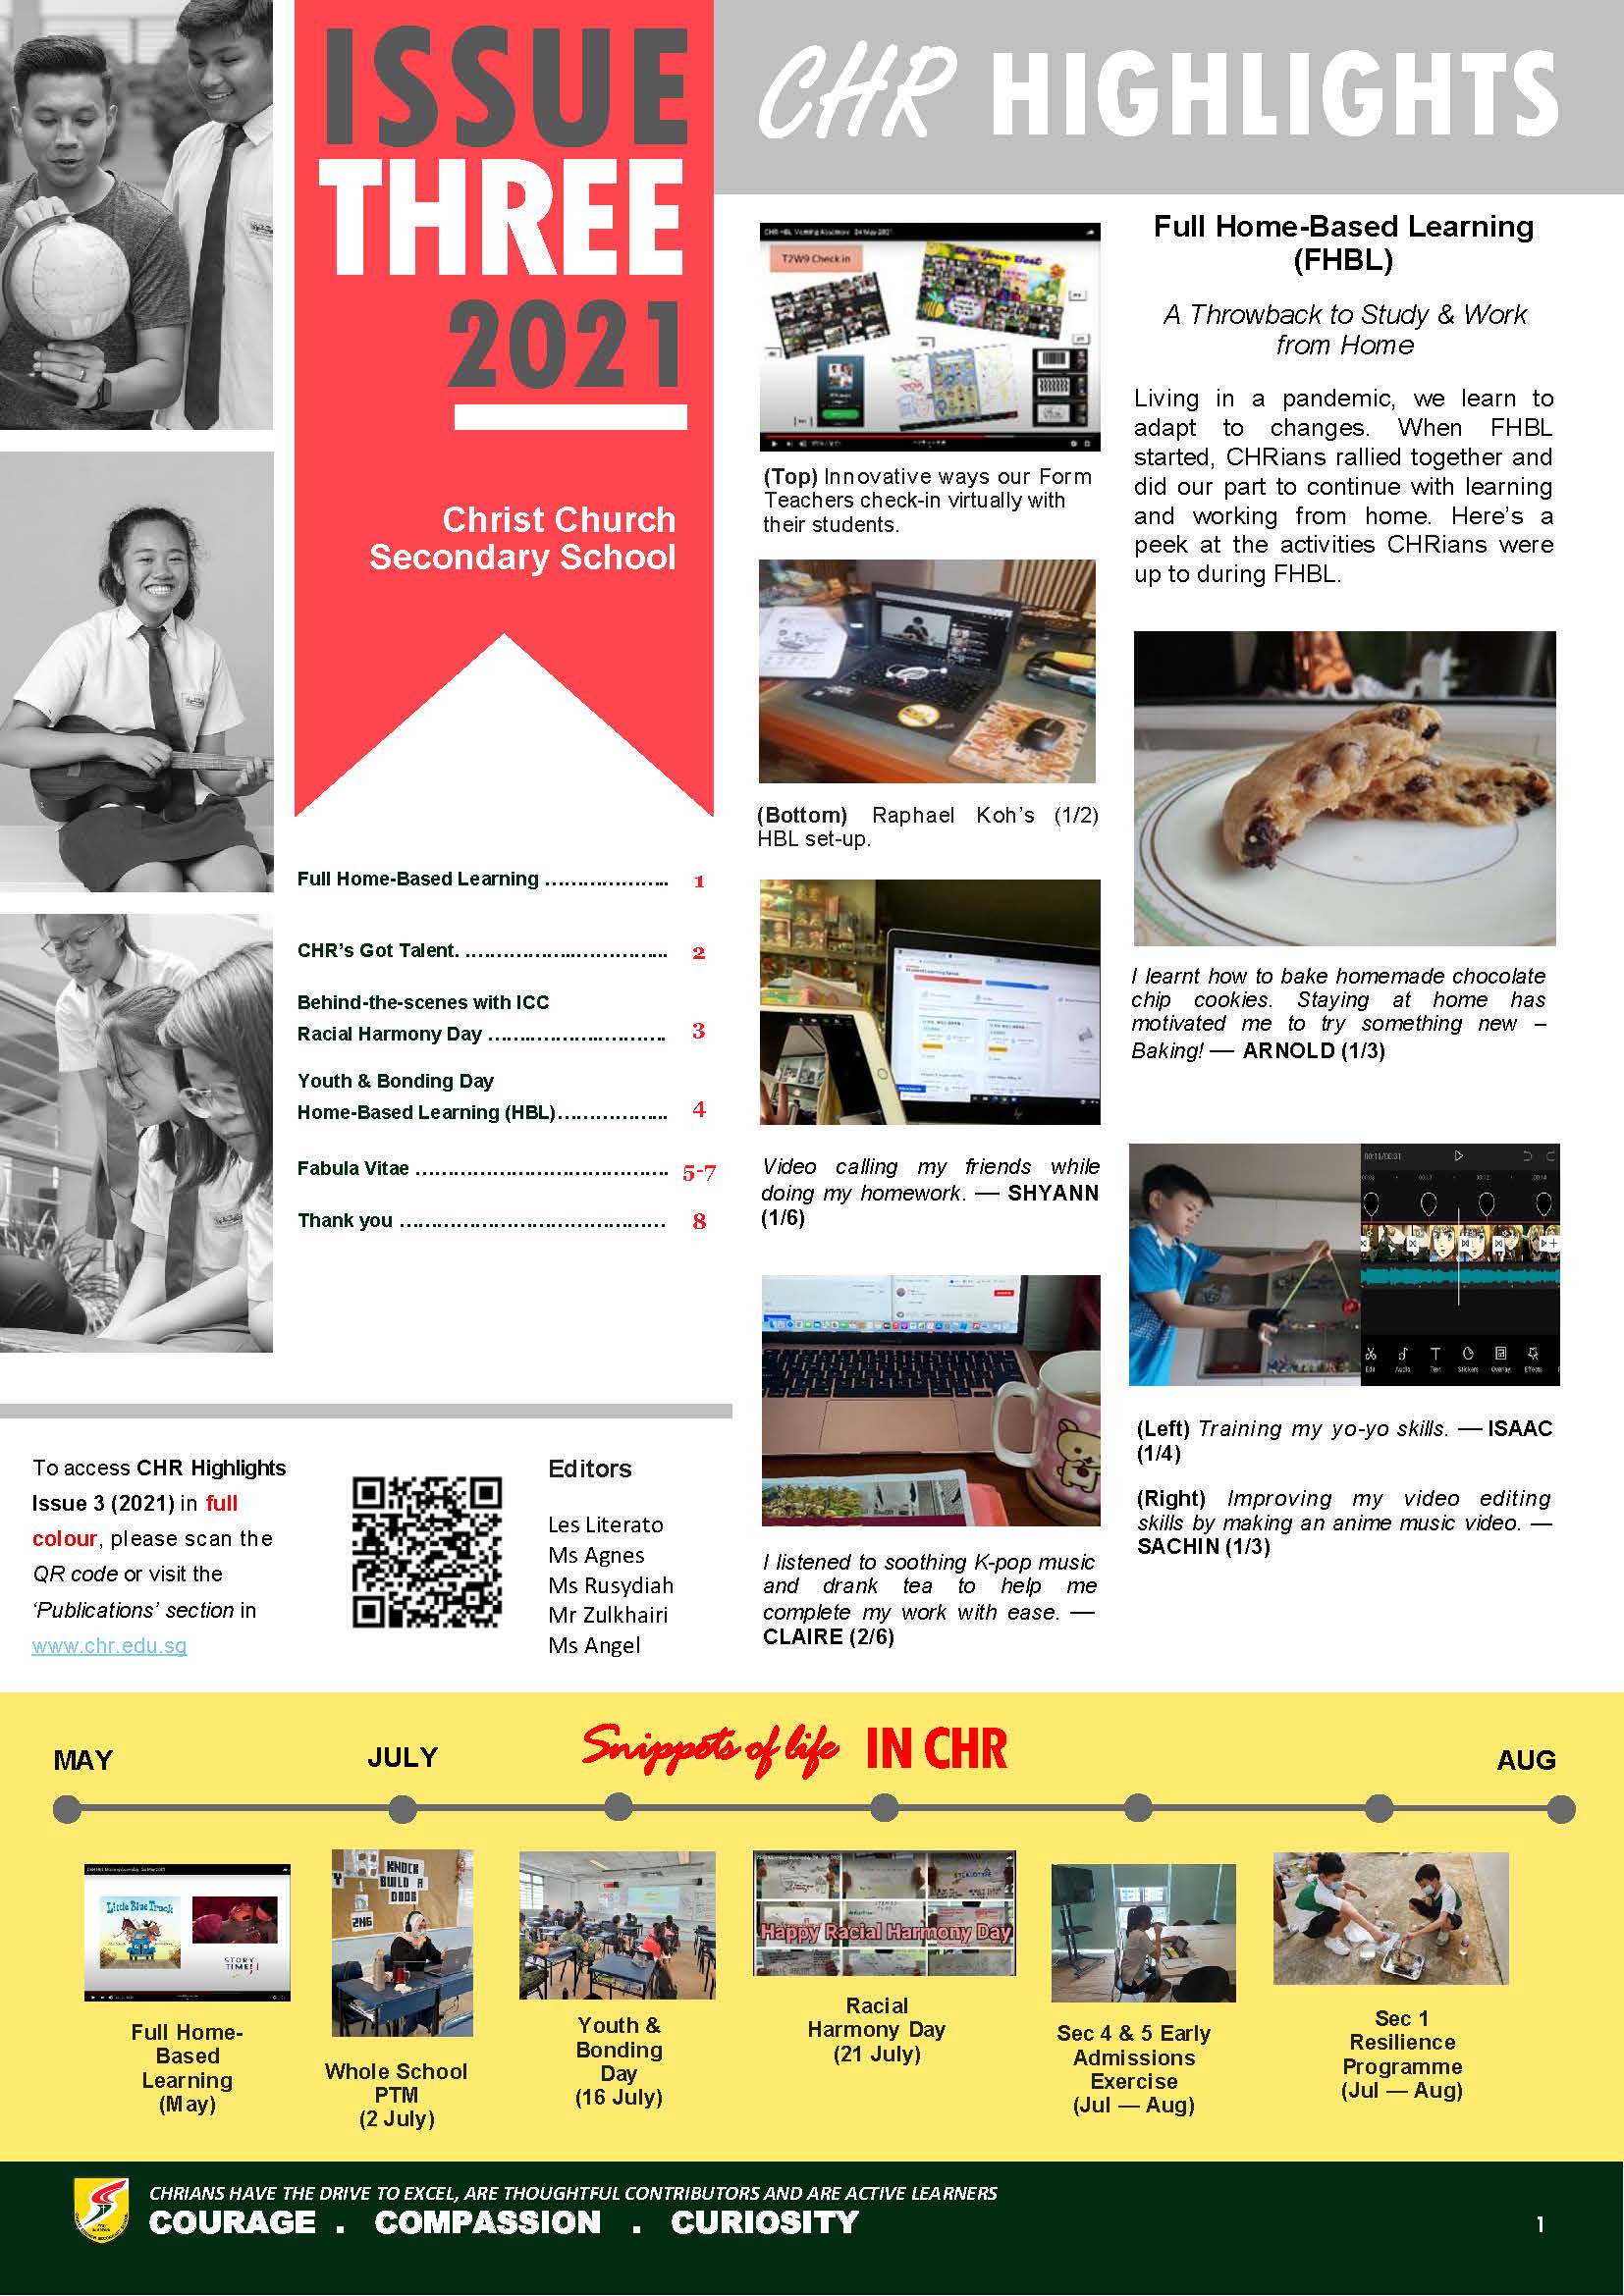 ISSUE
THREE
2021
Christ Church
Secondary School
Full Home-Based Learning ……………….. 1
CHR's Got Talent. ………………………….. 2
Behind-the-scenes with ICC
Racial Harmony Day ………………………. 3
Youth & Bonding Day
Home-Based Learning (HBL)……………... 4
Fabula Vitae ………………………………. 5-7
Thank you ………………………………… 8
To access CHR Highlights
Issue 3 (2021) in full
colour, please scan the
QR code or visit the
'Publications' section in
www.chr.edu.sg
Editors
Les Literato
Ms Agnes
Ms Rusydiah
Mr Zulkhairi
Ms Angel
CHR HIGHLIGHTS
T2W9 Check in
(Top) Innovative ways our Form
Teachers check-in virtually with
their students.
(Bottom) Raphael Koh's (1/2)
HBL set-up.
Video calling my friends while
doing my homework. — SHYANN
(1/6)
I listened to soothing K-pop music
and drank tea to help me
complete my work with ease. —
CLAIRE (2/6)
Full Home-Based Learning
(FHBL)
A Throwback to Study & Work
from Home
Living in a pandemic, we learn to
adapt to changes. When FHBL
started, CHRians rallied together and
did our part to continue with learning
and working from home. Here's a
peek at the activities CHRians were
up to during FHBL.
I learnt how to bake homemade chocolate
chip cookies. Staying at home has
motivated me to try something new –
Baking! — ARNOLD (1/3)
00:11/00:31
Edit Audio Text Stickers Overlay Effects
(Left) Training my yo-yo skills. — ISAAC
(1/4)
(Right) Improving my video editing
skills by making an anime music video. —
SACHIN (1/3)
Snippets of life IN CHR
MAY
JULY
AUG
Little Blue Truck
STORY
TIME!
KNOCK
BUILD A
DOOR
2N6
Happy Racial Harmony Day
Full Home-
Based
Learning
(May)
Whole School
PTM
(2 July)
Youth &
Bonding
Day
(16 July)
Racial
Harmony Day
(21 July)
Sec 4 & 5 Early
Admissions
Exercise
(Jul — Aug)
Sec 1
Resilience
Programme
(Jul — Aug)
CHRIANS HAVE THE DRIVE TO EXCEL, ARE THOUGHTFUL CONTRIBUTORS AND ARE ACTIVE LEARNERS
COURAGE . COMPASSION . CURIOSITY
1